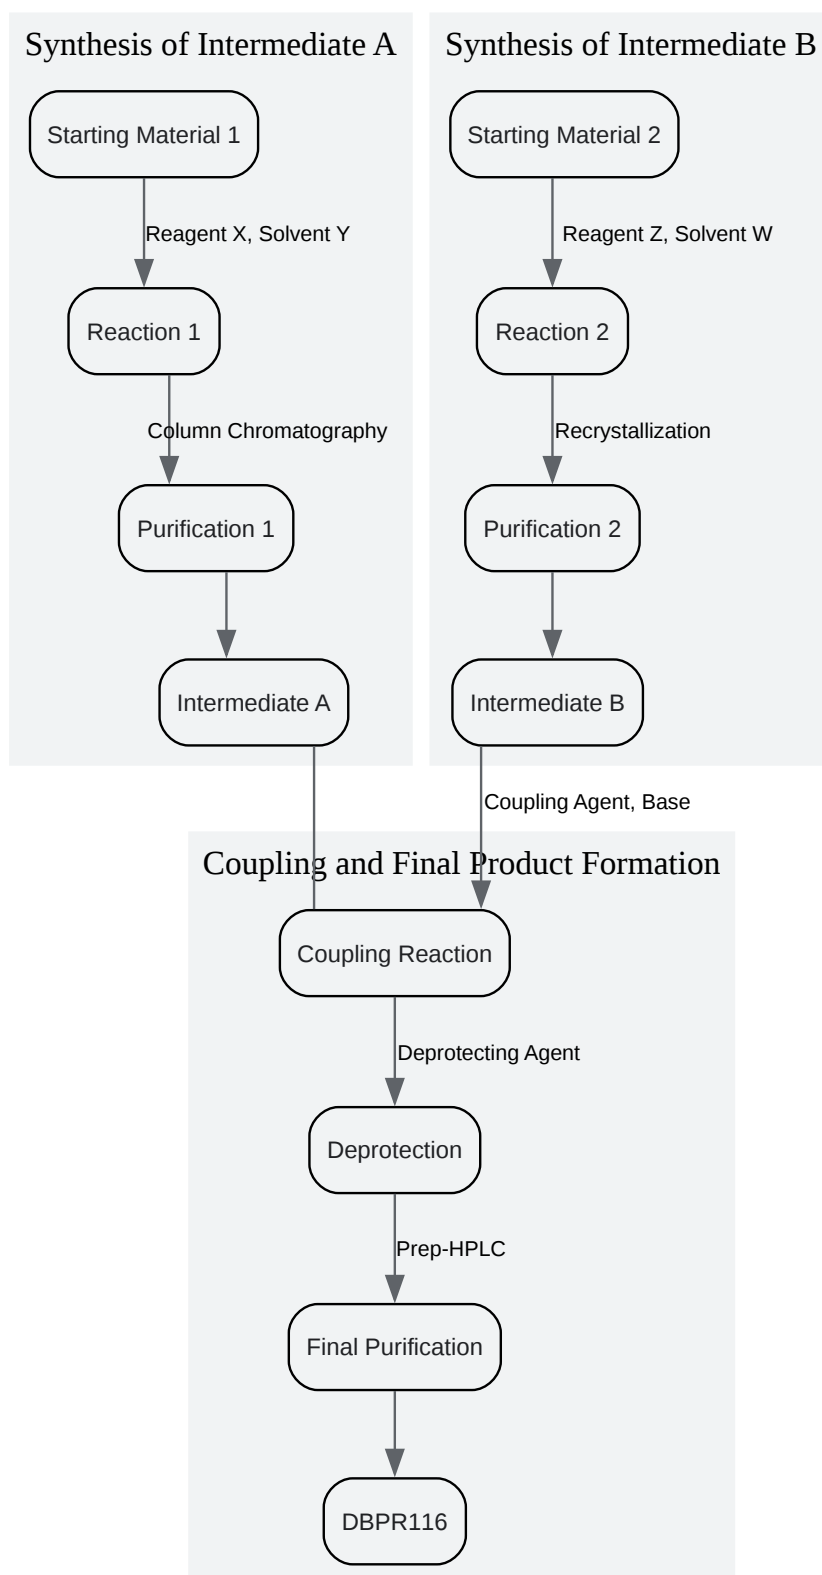 Synthesis of Intermediate A
Starting Material 1
Reagent X, Solvent Y
Reaction 1
Column Chromatography
Purification 1
Intermediate A
Synthesis of Intermediate B
Starting Material 2
Reagent Z, Solvent W
Reaction 2
Recrystallization
Purification 2
Intermediate B
Coupling Agent, Base
Coupling and Final Product Formation
Coupling Reaction
Deprotecting Agent
Deprotection
Prep-HPLC
Final Purification
DBPR116